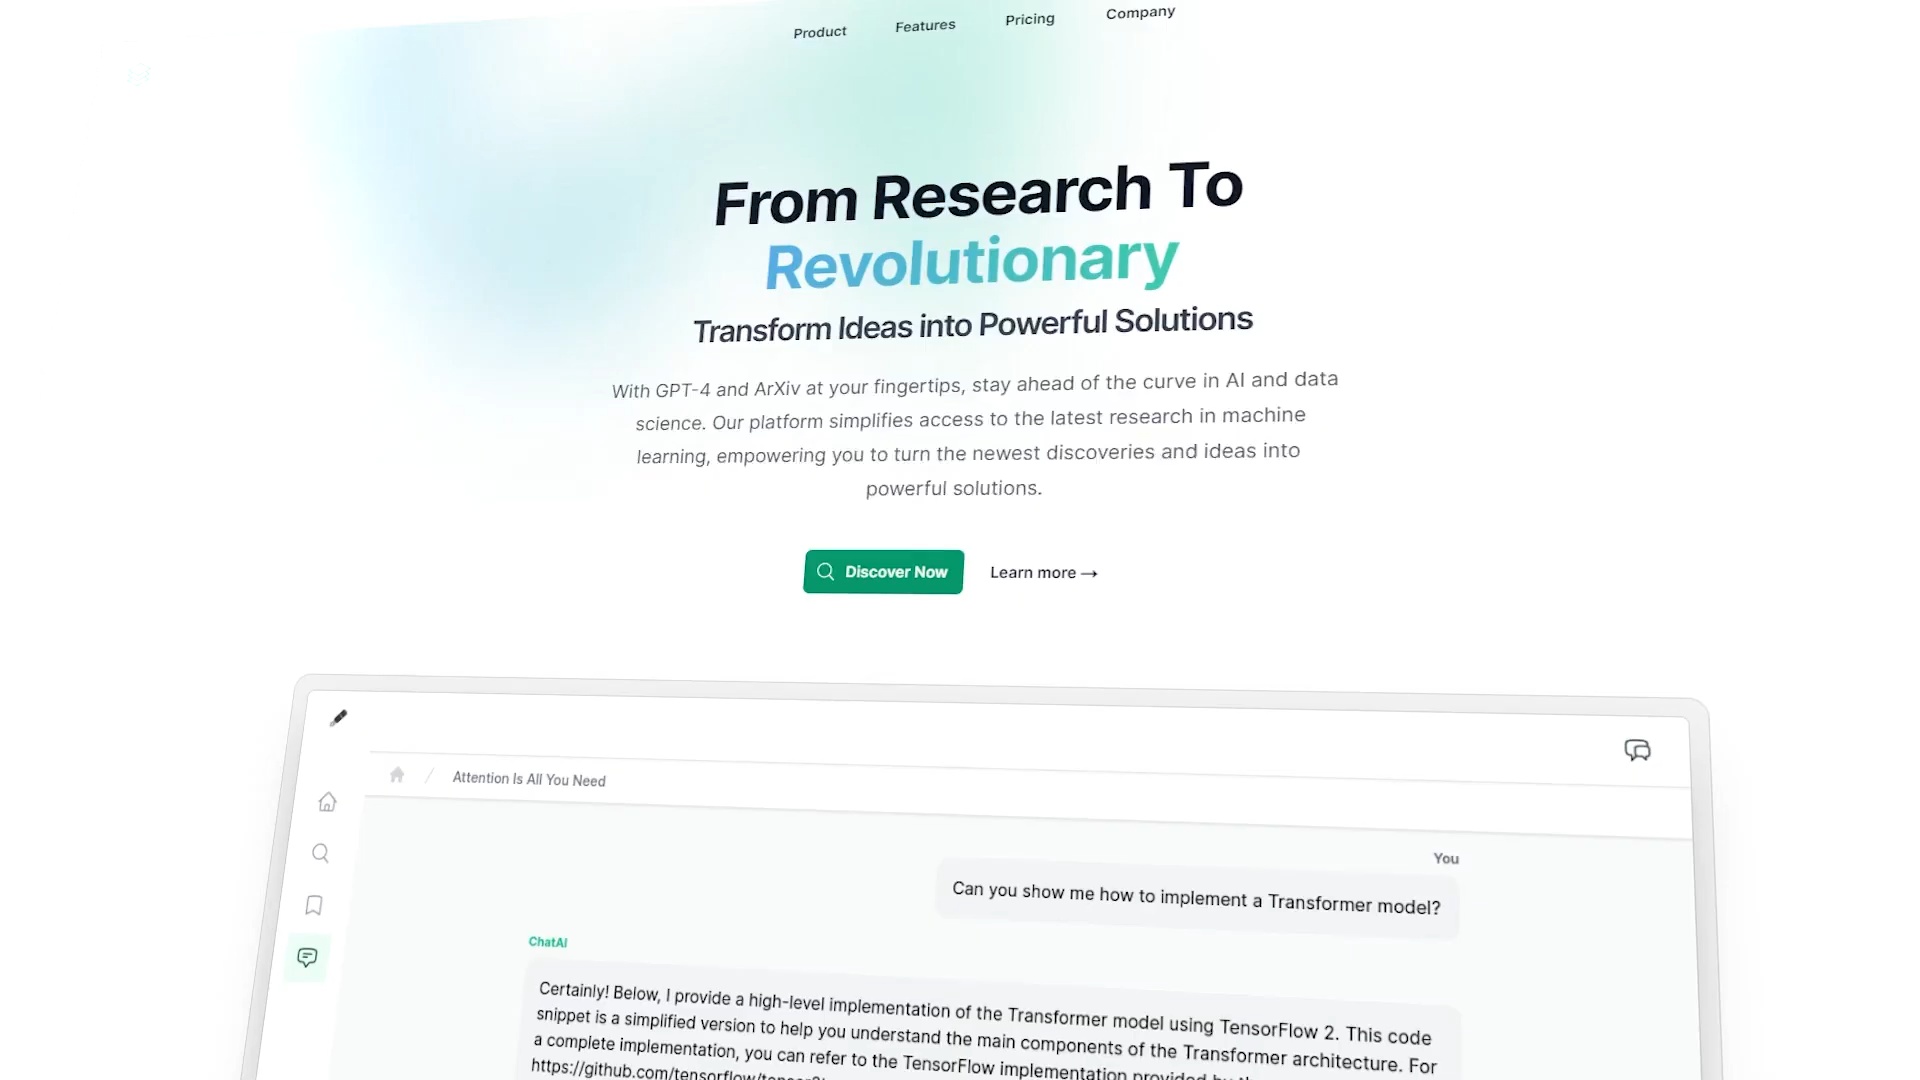 Product Features Pricing Company
From Research To
Revolutionary
Transform Ideas into Powerful Solutions
With GPT-4 and ArXiv at your fingertips, stay ahead of the curve in AI and data
science. Our platform simplifies access to the latest research in machine
learning, empowering you to turn the newest discoveries and ideas into
powerful solutions.
Discover Now Learn more →
/ Attention Is All You Need
You
Can you show me how to implement a Transformer model?
ChatAI
Certainly! Below, I provide a high-level implementation of the Transformer model using TensorFlow 2. This code
snippet is a simplified version to help you understand the main components of the Transformer architecture. For
a complete implementation, you can refer to the TensorFlow implementation provided
https://github.com/tensorflow/